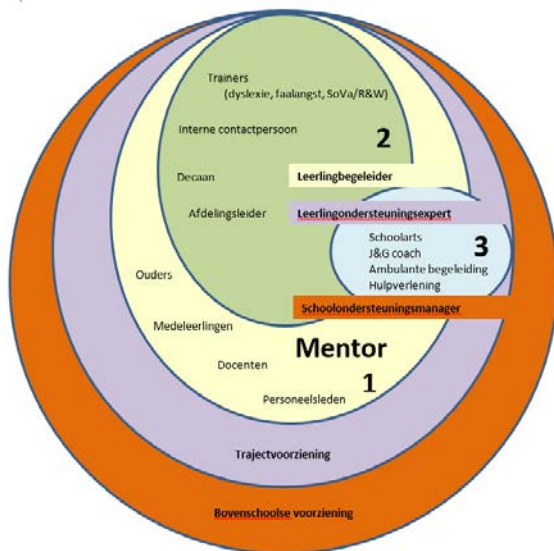 Trainers
(dyslexie, faalangst, SoVa/R&W)
Interne contactpersoon
2
Decaan
Leerlingbegeleider
Afdelingsleider
Leerlingondersteuningsexpert
Schoolarts
3
J&G coach
Ambulante begeleiding
Hulpverlening
Ouders
Schoolondersteuningsmanager
Medeleerlingen
Mentor
Docenten
1
Personeelsleden
Trajectvoorziening
Bovenschoolse voorziening